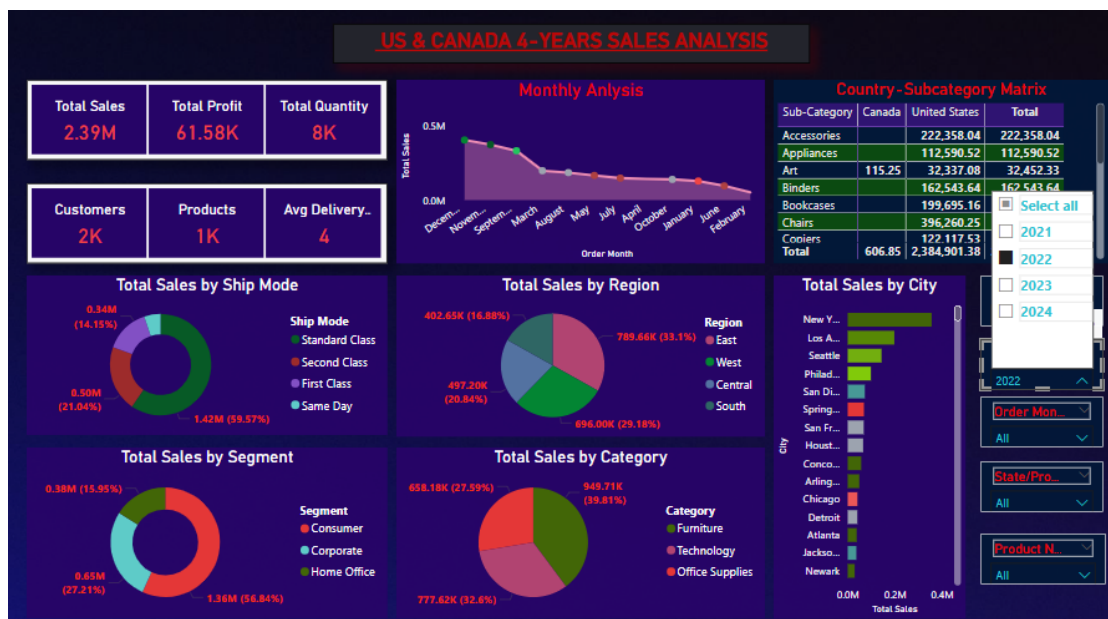 US & CANADA 4-YEARS SALES ANALYSIS
Total Sales
2.39M
Total Profit
61.58K
Total Quantity
8K
Customers
2K
Products
1K
Avg Delivery..
4
Monthly Anlysis
Total Sales
0.5M
0.0M
Decem...
Novem...
Septem...
March
August
May
July
April
October
January
June
February
Order Month
Country-Subcategory Matrix
Sub-Category Canada United States Total
Accessories 222,358.04 222,358.04
Appliances 112,590.52 112,590.52
Art 115.25 32,337.08 32,452.33
Binders 162,543.64 162,543.64
Bookcases 199,695.16
Chairs 396,260.25
Copiers 122,117.53
Total 606.85 2,384,901.38
Select all
2021
2022
2023
2024
2022
Order Mon...
All
State/Pro...
All
Product N...
All
Total Sales by Ship Mode
0.34M
(14.15%)
0.50M
(21.04%)
1.42M (59.57%)
Ship Mode
Standard Class
Second Class
First Class
Same Day
Total Sales by Region
402.65K (16.88%)
789.66K (33.1%)
497.20K
(20.84%)
696.00K (29.18%)
Region
East
West
Central
South
Total Sales by City
City
New Y...
Los A...
Seattle
Philad...
San Di...
Spring...
San Fr...
Houst...
Conco...
Arling...
Chicago
Detroit
Atlanta
Jackso...
Newark
0.0M 0.2M 0.4M
Total Sales
Total Sales by Segment
0.38M (15.95%)
0.65M
(27.21%)
1.36M (56.84%)
Segment
Consumer
Corporate
Home Office
Total Sales by Category
658.18K (27.59%)
949.71K
(39.81%)
777.62K (32.6%)
Category
Furniture
Technology
Office Supplies